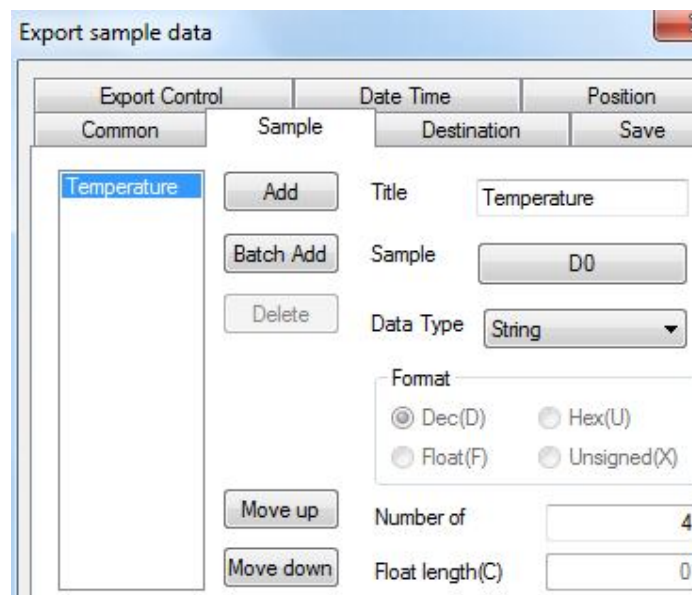 Export sample data
Export Control Date Time Position
Common Sample Destination Save
Temperature Add Title Temperature
Batch Add Sample D0
Delete Data Type String
Format
Dec(D) Hex(U)
Float(F) Unsigned(X)
Move up Number of 4
Move down Float length(C) 0